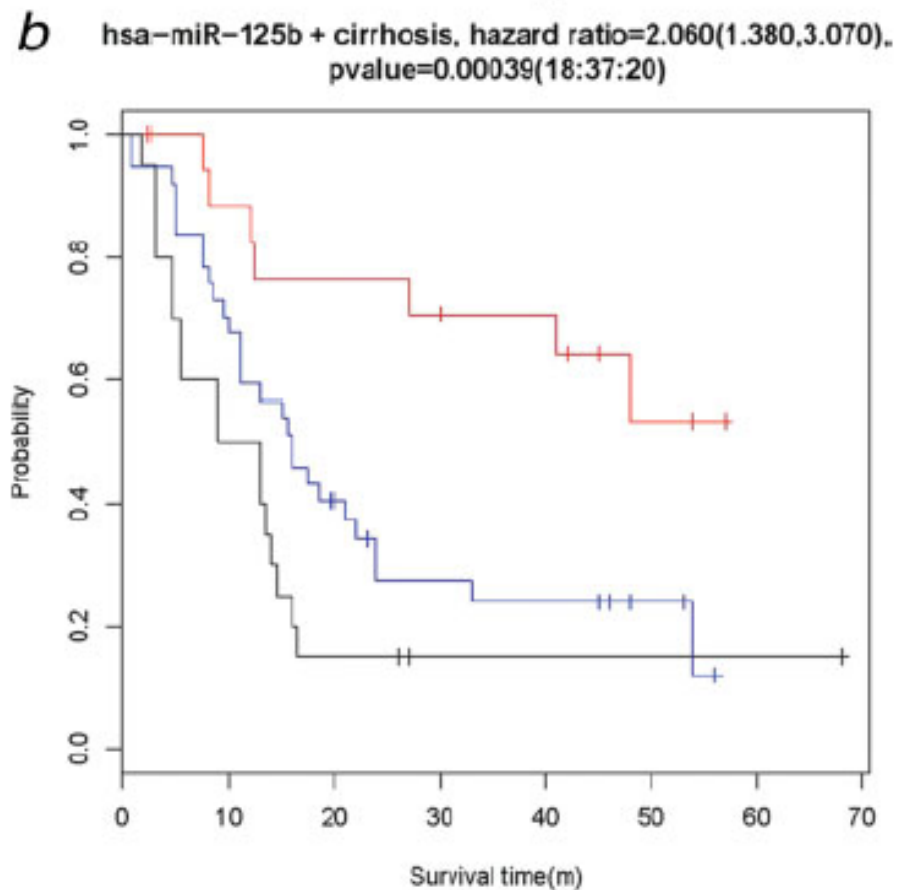 b hsa-miR-125b + cirrhosis, hazard ratio=2.060(1.380,3.070),.
pvalue=0.00039(18:37:20)
1.0
0.8
0.6
0.4
0.2
0.0
Probability
0 10 20 30 40 50 60 70
Survival time(m)